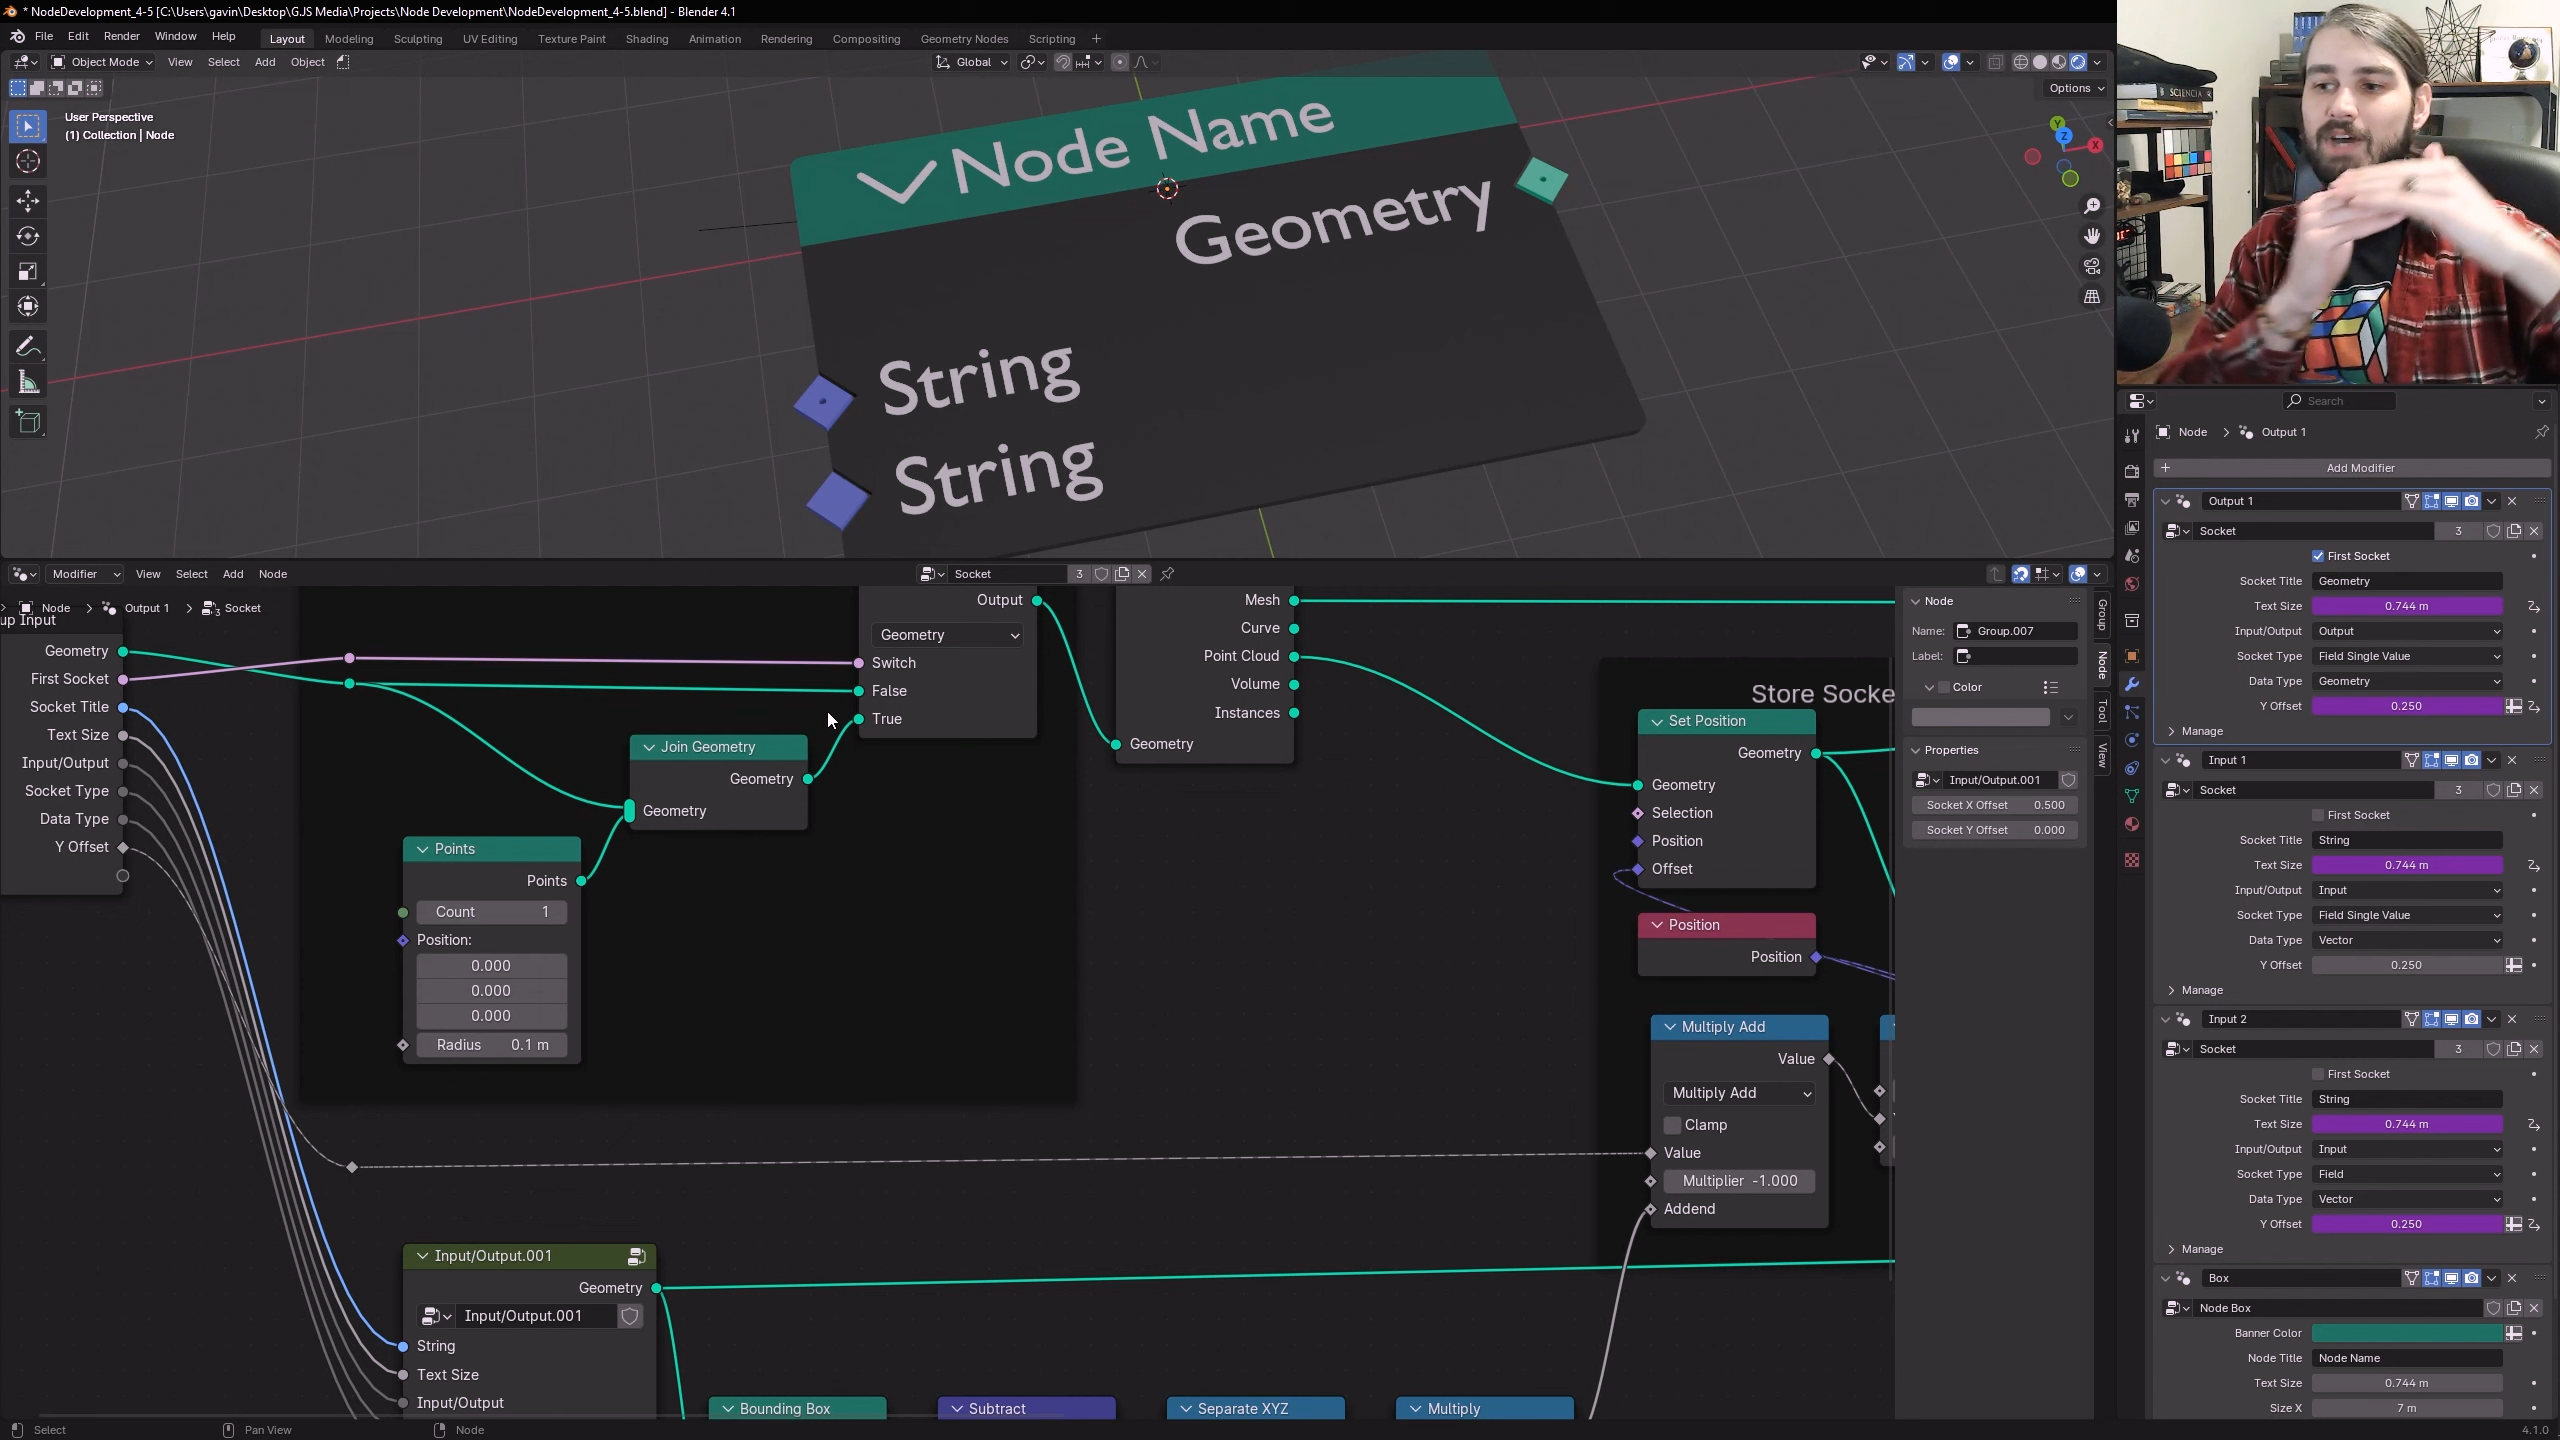 * NodeDevelopment_4-5 [C:\Users\gavin\Desktop\GJS Media\Projects\Node Development\NodeDevelopment_4-5.blend] - Blender 4.1
File Edit Render Window Help Layout Modeling Sculpting UV Editing Texture Paint Shading Animation Rendering Compositing Geometry Nodes Scripting +
Object Mode View Select Add Object Global
Options
User Perspective
(1) Collection | Node
Node Name
Geometry
String
String
Y
Z
X
SCIENCIA
Modifier View Select Add Node Socket 3
Node > Output 1 > Socket
up Input
Geometry
First Socket
Socket Title
Text Size
Input/Output
Socket Type
Data Type
Y Offset
Output
Geometry
Switch
False
True
Join Geometry
Geometry
Geometry
Points
Points
Count 1
Position:
0.000
0.000
0.000
Radius 0.1 m
Mesh
Curve
Point Cloud
Volume
Instances
Geometry
Store Socke
Set Position
Geometry
Geometry
Selection
Position
Offset
Position
Position
Multiply Add
Value
Multiply Add
Clamp
Value
Multiplier -1.000
Addend
Input/Output.001
Geometry
Input/Output.001
String
Text Size
Input/Output
Bounding Box
Subtract
Separate XYZ
Multiply
Node
Name: Group.007
Label:
Color
Properties
Input/Output.001
Socket X Offset 0.500
Socket Y Offset 0.000
Group
Node
Tool
View
Search
Node > Output 1
+ Add Modifier
Output 1
Socket 3
First Socket
Socket Title Geometry
Text Size 0.744 m
Input/Output Output
Socket Type Field Single Value
Data Type Geometry
Y Offset 0.250
Manage
Input 1
Socket 3
First Socket
Socket Title String
Text Size 0.744 m
Input/Output Input
Socket Type Field Single Value
Data Type Vector
Y Offset 0.250
Manage
Input 2
Socket 3
First Socket
Socket Title String
Text Size 0.744 m
Input/Output Input
Socket Type Field
Data Type Vector
Y Offset 0.250
Manage
Box
Node Box
Banner Color
Node Title Node Name
Text Size 0.744 m
Size X 7 m
Select Pan View Node 4.1.0